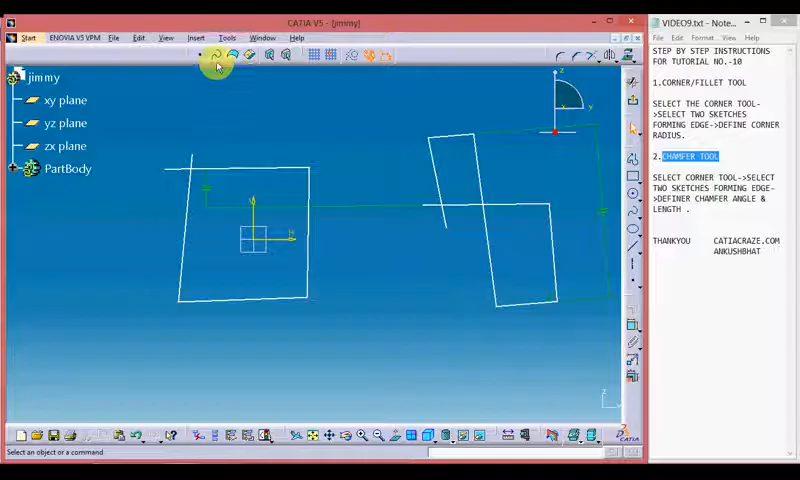 CATIA V5 - [jimmy]
Start ENOVIA V5 VPM File Edit View Insert Tools Window Help
jimmy
xy plane
yz plane
zx plane
PartBody
z
x
y
V
H
z
CATIA
Select an object or a command
VIDEO9.txt - Note...
File Edit Format View Help
STEP BY STEP INSTRUCTIONS
FOR TUTORIAL NO.-10
1.CORNER/FILLET TOOL
SELECT THE CORNER TOOL-
>SELECT TWO SKETCHES
FORMING EDGE->DEFINE CORNER
RADIUS.
2.CHAMFER TOOL
SELECT CORNER TOOL->SELECT
TWO SKETCHES FORMING EDGE-
>DEFINER CHAMFER ANGLE &
LENGTH .
THANKYOU CATIACRAZE.COM
ANKUSHBHAT